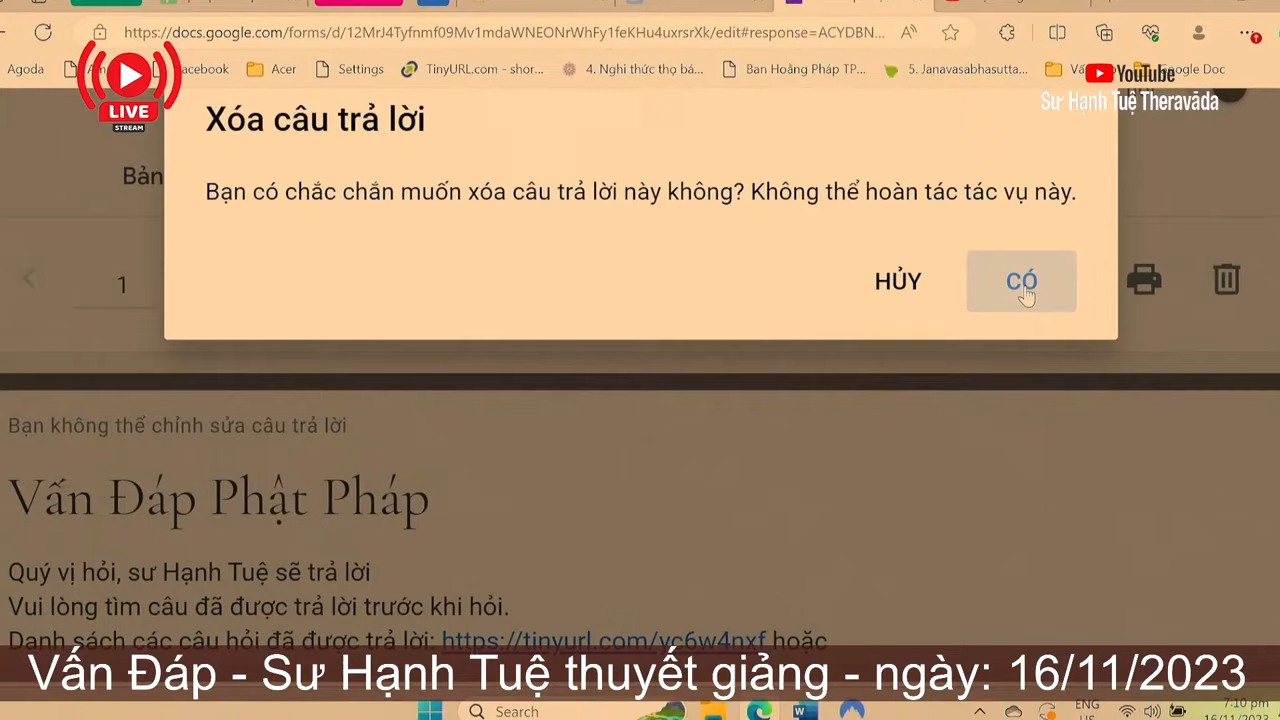 https://docs.google.com/forms/d/12MrJ4Tyfnmf09Mv1mdaWNEONrWhFy1feKHu4uxrsrXk/edit#response=ACYDBN...
Agoda
Facebook
Acer
Settings
TinyURL.com - shor...
4. Nghi thức thọ bá...
Ban Hoằng Pháp TP...
5. Janavasabhasutta...
Google Doc
LIVE
STREAM
YouTube
Sư Hạnh Tuệ Theravāda
Xóa câu trả lời
Bản
Bạn có chắc chắn muốn xóa câu trả lời này không? Không thể hoàn tác tác vụ này.
1
HỦY
CÓ
Bạn không thể chỉnh sửa câu trả lời
Vấn Đáp Phật Pháp
Quý vị hỏi, sư Hạnh Tuệ sẽ trả lời
Vui lòng tìm câu đã được trả lời trước khi hỏi.
Danh sách các câu hỏi đã được trả lời: https://tinyurl.com/yc6w4nxf hoặc
Vấn Đáp - Sư Hạnh Tuệ thuyết giảng - ngày: 16/11/2023
Search
ENG
US
7:10 pm
16/11/2023